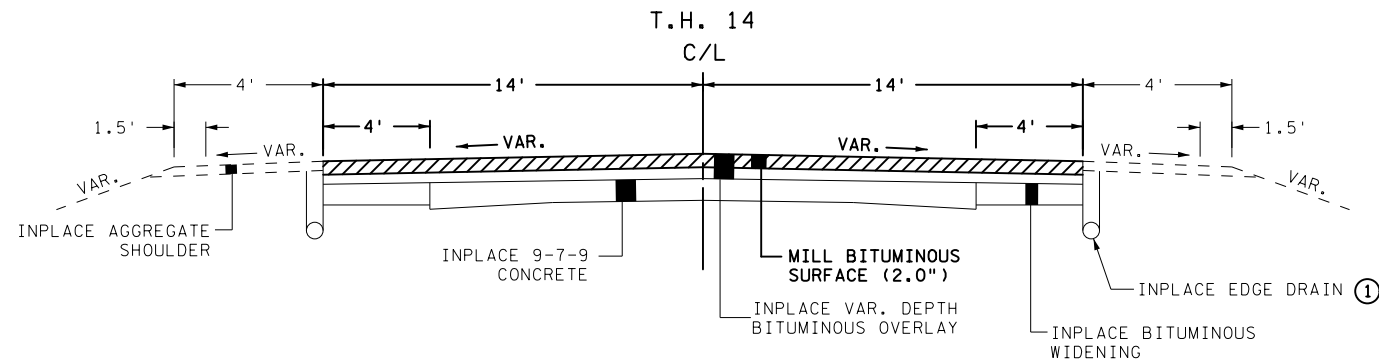 T.H. 14
C/L
4' 14' 14' 4'
1.5' 4' 4' 1.5'
VAR. VAR. VAR. VAR.
VAR. VAR.
INPLACE AGGREGATE
SHOULDER
INPLACE 9-7-9
CONCRETE
MILL BITUMINOUS
SURFACE (2.0")
INPLACE VAR. DEPTH
BITUMINOUS OVERLAY
INPLACE EDGE DRAIN 1
INPLACE BITUMINOUS
WIDENING